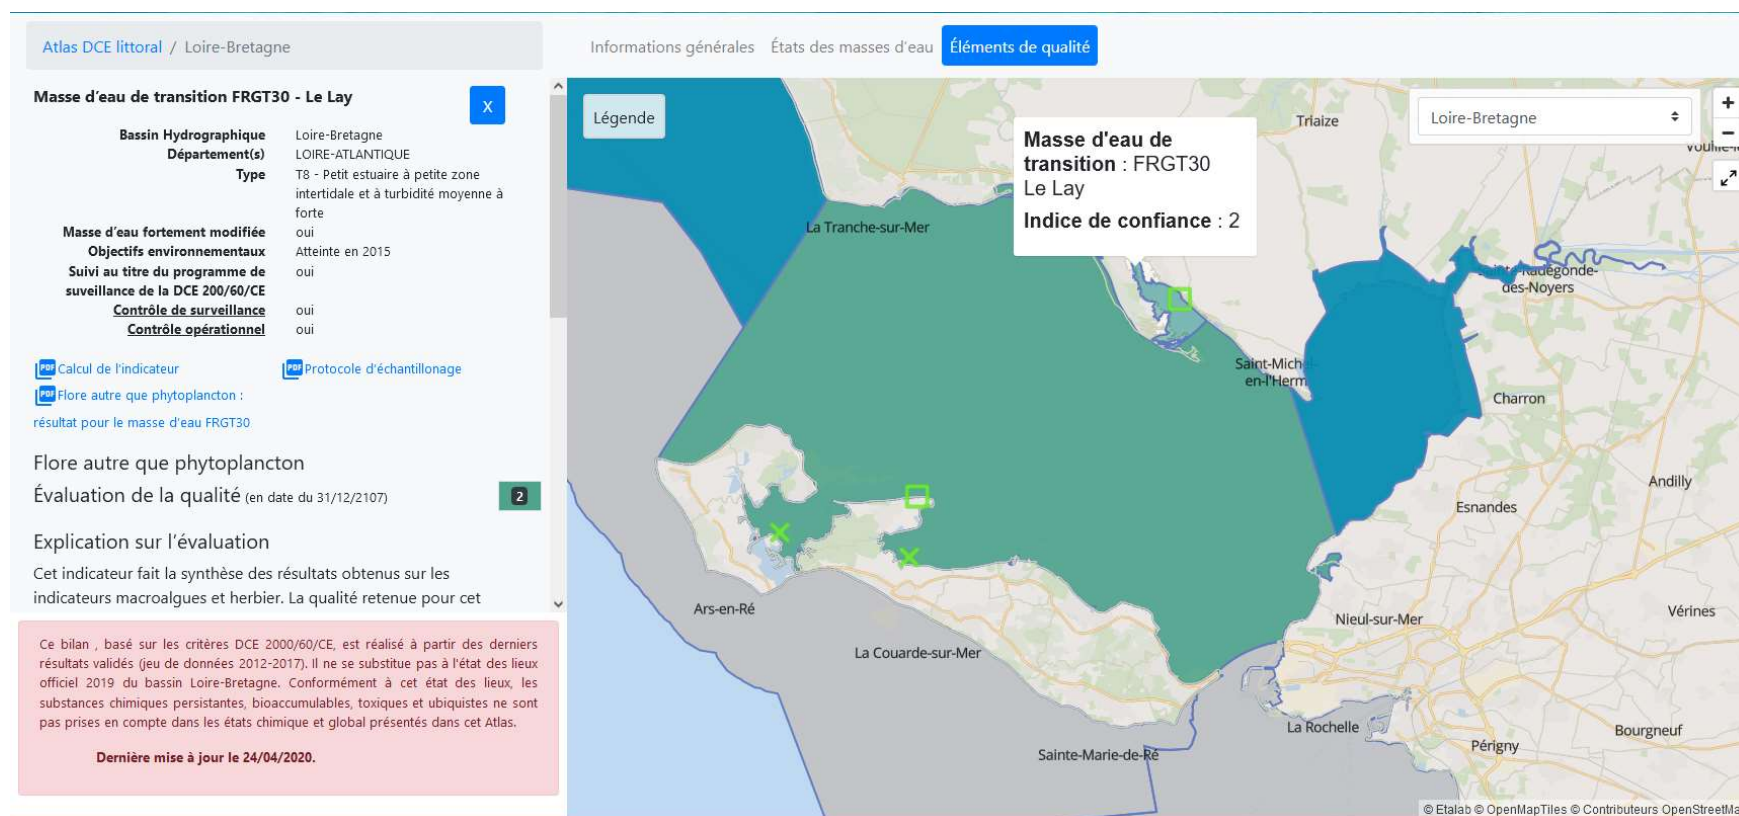 Atlas DCE littoral / Loire-Bretagne
Informations générales
États des masses d'eau
Éléments de qualité
Masse d'eau de transition FRGT30 - Le Lay
X
Bassin Hydrographique Loire-Bretagne
Département(s) LOIRE-ATLANTIQUE
Type T8 - Petit estuaire à petite zone
intertidale et à turbidité moyenne à
forte
Masse d'eau fortement modifiée oui
Objectifs environnementaux Atteinte en 2015
Suivi au titre du programme de oui
suveillance de la DCE 200/60/CE
Contrôle de surveillance oui
Contrôle opérationnel oui
PDF Calcul de l'indicateur
PDF Protocole d'échantillonage
PDF Flore autre que phytoplancton :
résultat pour le masse d'eau FRGT30
Flore autre que phytoplancton
Évaluation de la qualité (en date du 31/12/2107) 2
Explication sur l'évaluation
Cet indicateur fait la synthèse des résultats obtenus sur les
indicateurs macroalgues et herbier. La qualité retenue pour cet
Ce bilan , basé sur les critères DCE 2000/60/CE, est réalisé à partir des derniers
résultats validés (jeu de données 2012-2017). Il ne se substitue pas à l'état des lieux
officiel 2019 du bassin Loire-Bretagne. Conformément à cet état des lieux, les
substances chimiques persistantes, bioaccumulables, toxiques et ubiquistes ne sont
pas prises en compte dans les états chimique et global présentés dans cet Atlas.
Dernière mise à jour le 24/04/2020.
Légende
Masse d'eau de
transition : FRGT30
Le Lay
Indice de confiance : 2
Triaize
Loire-Bretagne
+
−
La Tranche-sur-Mer
Sainte-Radegonde-
des-Noyers
Saint-Michel-
en-l'Herm
Charron
Andilly
Esnandes
Ars-en-Ré
Nieul-sur-Mer
Vérines
La Couarde-sur-Mer
La Rochelle
Bourgneuf
Périgny
Sainte-Marie-de-Ré
© Etalab © OpenMapTiles © Contributeurs OpenStreetMa